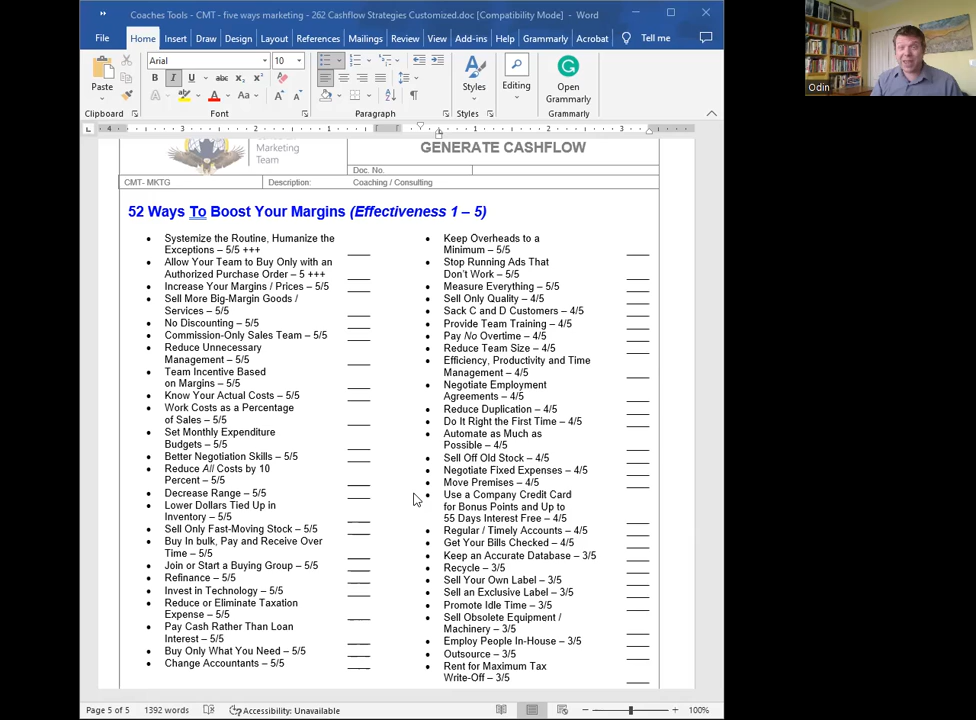 Coaches Tools - CMT - five ways marketing - 262 Cashflow Strategies Customized.doc [Compatibility Mode] - Word
File Home Insert Draw Design Layout References Mailings Review View Add-ins Help Grammarly Acrobat Tell me
Arial 10
Paste
Styles
Editing
Open
Grammarly
Clipboard Font Paragraph Styles Grammarly
Odin
Marketing
Team
GENERATE CASHFLOW
Doc. No.
CMT- MKTG Description: Coaching / Consulting
52 Ways To Boost Your Margins (Effectiveness 1 – 5)
• Systemize the Routine, Humanize the
Exceptions – 5/5 +++
• Allow Your Team to Buy Only with an
Authorized Purchase Order – 5 +++
• Increase Your Margins / Prices – 5/5
• Sell More Big-Margin Goods /
Services – 5/5
• No Discounting – 5/5
• Commission-Only Sales Team – 5/5
• Reduce Unnecessary
Management – 5/5
• Team Incentive Based
on Margins – 5/5
• Know Your Actual Costs – 5/5
• Work Costs as a Percentage
of Sales – 5/5
• Set Monthly Expenditure
Budgets – 5/5
• Better Negotiation Skills – 5/5
• Reduce All Costs by 10
Percent – 5/5
• Decrease Range – 5/5
• Lower Dollars Tied Up in
Inventory – 5/5
• Sell Only Fast-Moving Stock – 5/5
• Buy In bulk, Pay and Receive Over
Time – 5/5
• Join or Start a Buying Group – 5/5
• Refinance – 5/5
• Invest in Technology – 5/5
• Reduce or Eliminate Taxation
Expense – 5/5
• Pay Cash Rather Than Loan
Interest – 5/5
• Buy Only What You Need – 5/5
• Change Accountants – 5/5
• Keep Overheads to a
Minimum – 5/5
• Stop Running Ads That
Don't Work – 5/5
• Measure Everything – 5/5
• Sell Only Quality – 4/5
• Sack C and D Customers – 4/5
• Provide Team Training – 4/5
• Pay No Overtime – 4/5
• Reduce Team Size – 4/5
• Efficiency, Productivity and Time
Management – 4/5
• Negotiate Employment
Agreements – 4/5
• Reduce Duplication – 4/5
• Do It Right the First Time – 4/5
• Automate as Much as
Possible – 4/5
• Sell Off Old Stock – 4/5
• Negotiate Fixed Expenses – 4/5
• Move Premises – 4/5
• Use a Company Credit Card
for Bonus Points and Up to
55 Days Interest Free – 4/5
• Regular / Timely Accounts – 4/5
• Get Your Bills Checked – 4/5
• Keep an Accurate Database – 3/5
• Recycle – 3/5
• Sell Your Own Label – 3/5
• Sell an Exclusive Label – 3/5
• Promote Idle Time – 3/5
• Sell Obsolete Equipment /
Machinery – 3/5
• Employ People In-House – 3/5
• Outsource – 3/5
• Rent for Maximum Tax
Write-Off – 3/5
Page 5 of 5 1392 words Accessibility: Unavailable 100%